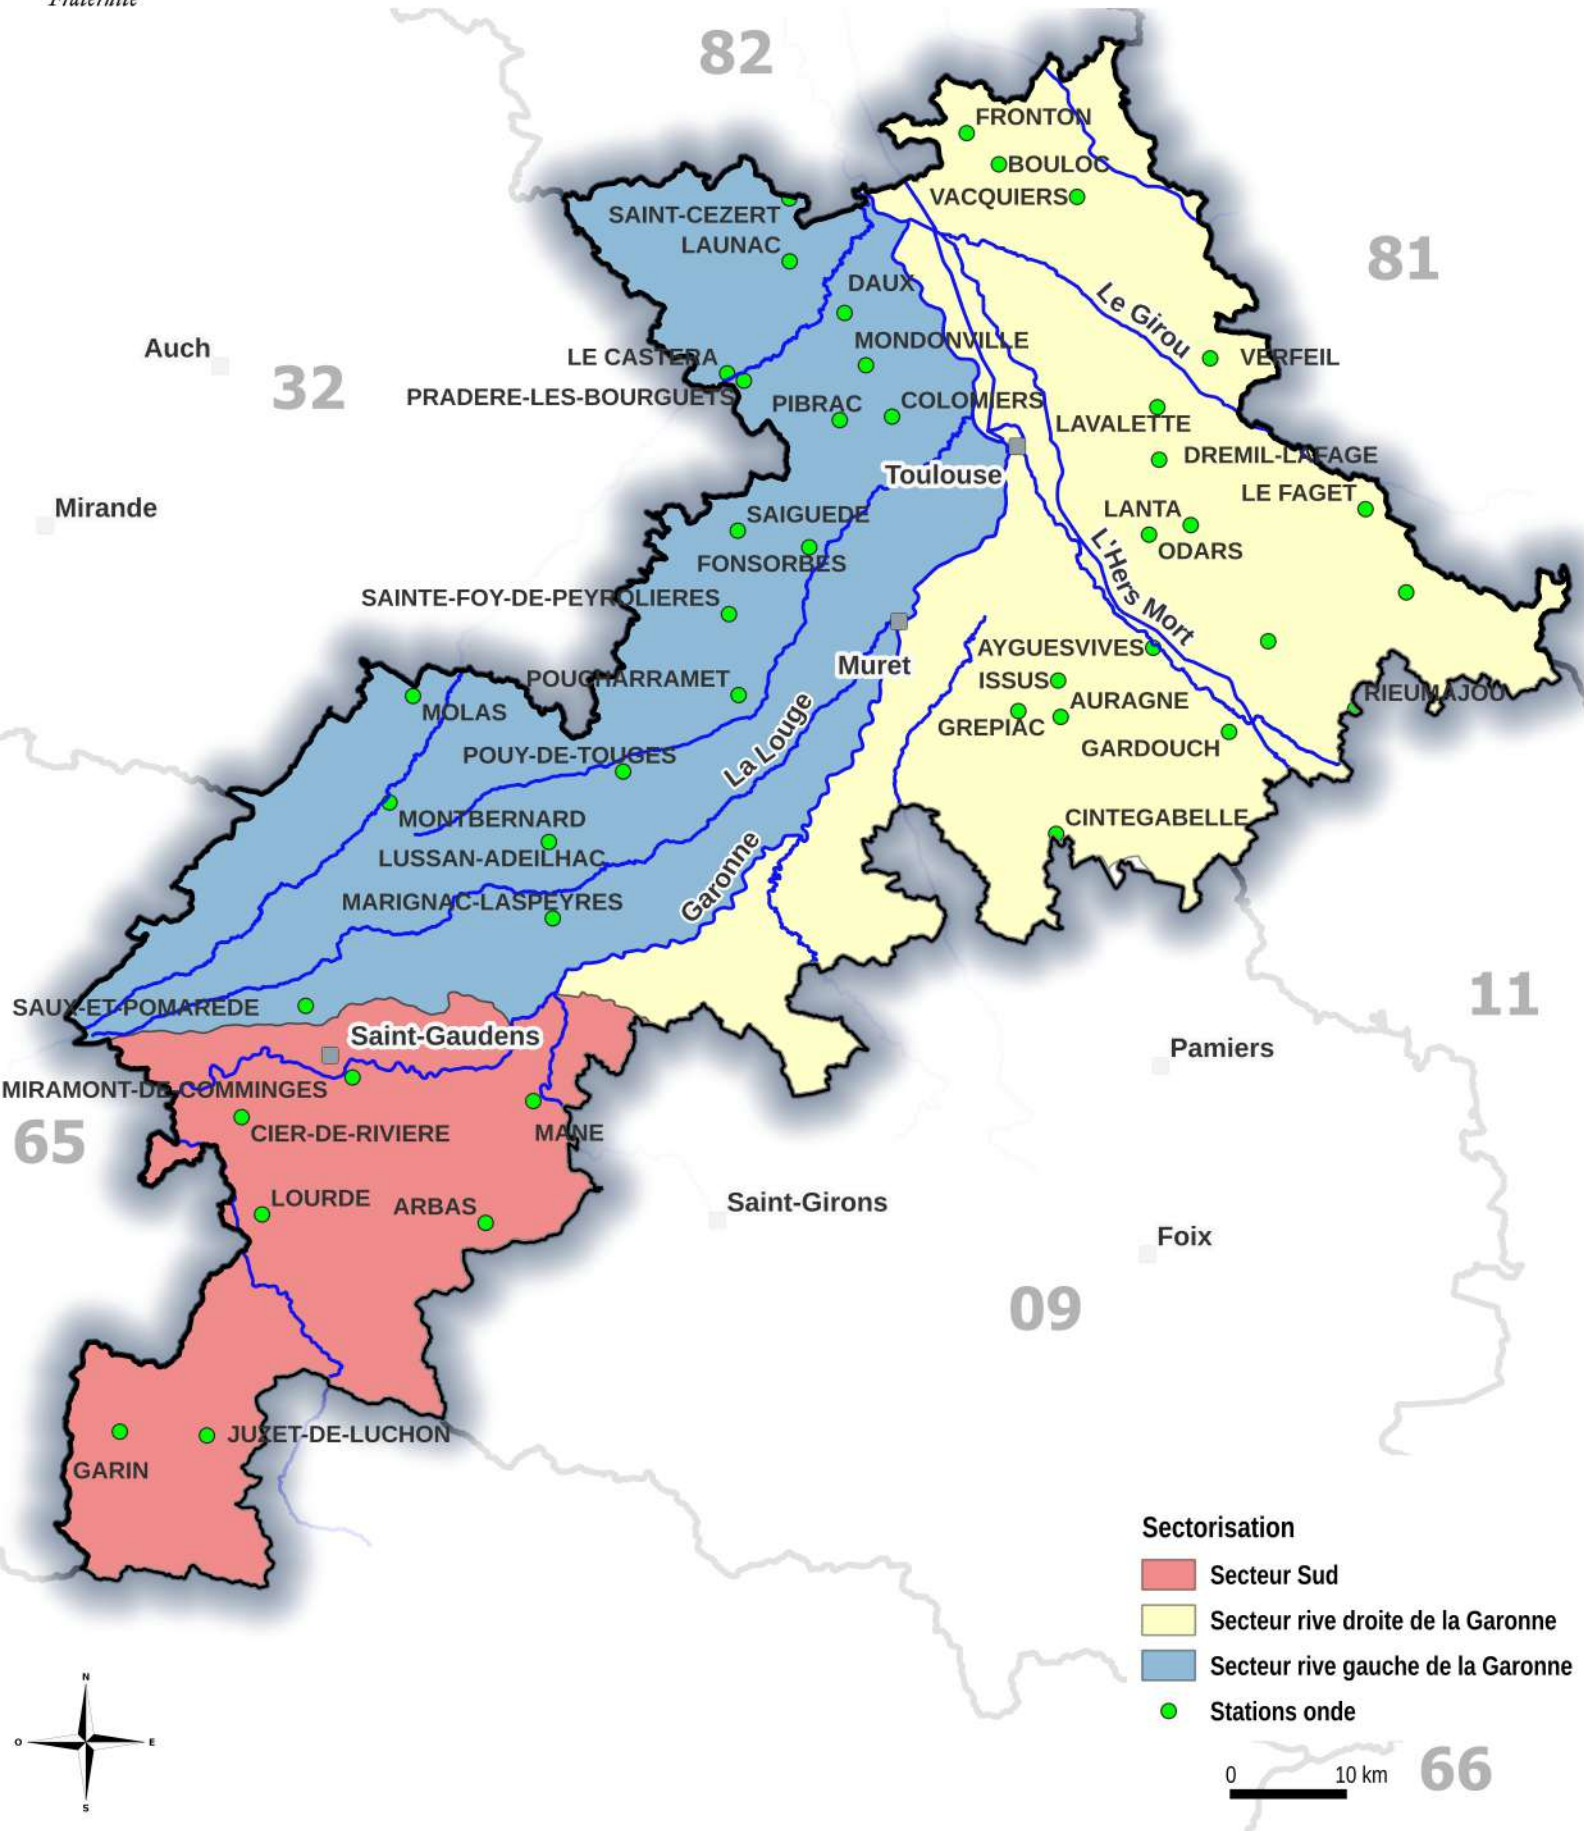 Fraternité
82
FRONTON
BOULOC
VACQUIERS
SAINT-CEZERT
LAUNAC
81
DAUX
Le Girou
MONDONVILLE
Auch
LE CASTERA
VERFEIL
32
PRADERE-LES-BOURGUETS
PIBRAC
COLOMIERS
LAVALETTE
DREMIL-LAFAGE
Toulouse
LE FAGET
Mirande
SAIGUEDE
LANTA
ODARS
FONSORBES
L'Hers Mort
SAINTE-FOY-DE-PEYROLIERES
AYGUESVIVES
Muret
POUCHARRAMET
ISSUS
RIEUMAJOU
AURAGNE
MOLAS
GREPIAC
La Louge
GARDOUCH
POUY-DE-TOUGES
MONTBERNARD
CINTEGABELLE
LUSSAN-ADEILHAC
Garonne
MARIGNAC-LASPEYRES
11
SAUX-ET-POMAREDE
Saint-Gaudens
Pamiers
MIRAMONT-DE-COMMINGES
65
CIER-DE-RIVIERE
MANE
LOURDE
ARBAS
Saint-Girons
Foix
09
JUZET-DE-LUCHON
GARIN
Sectorisation
Secteur Sud
Secteur rive droite de la Garonne
Secteur rive gauche de la Garonne
Stations onde
N
O
E
S
0 10 km
66